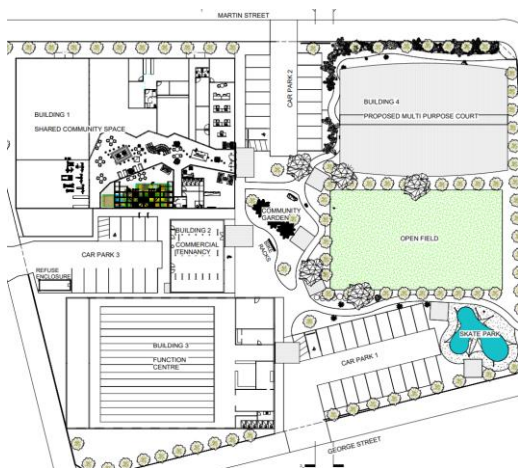 MARTIN STREET
BUILDING 1
SHARED COMMUNITY SPACE
CAR PARK 2
BUILDING 4
PROPOSED MULTI PURPOSE COURT
COMMUNITY
GARDEN
BIKE
RACKS
OPEN FIELD
BUILDING 2
COMMERCIAL
TENNANCY
CAR PARK 3
REFUSE
ENCLOSURE
BUILDING 3
FUNCTION
CENTRE
CAR PARK 1
SKATE PARK
GEORGE STREET